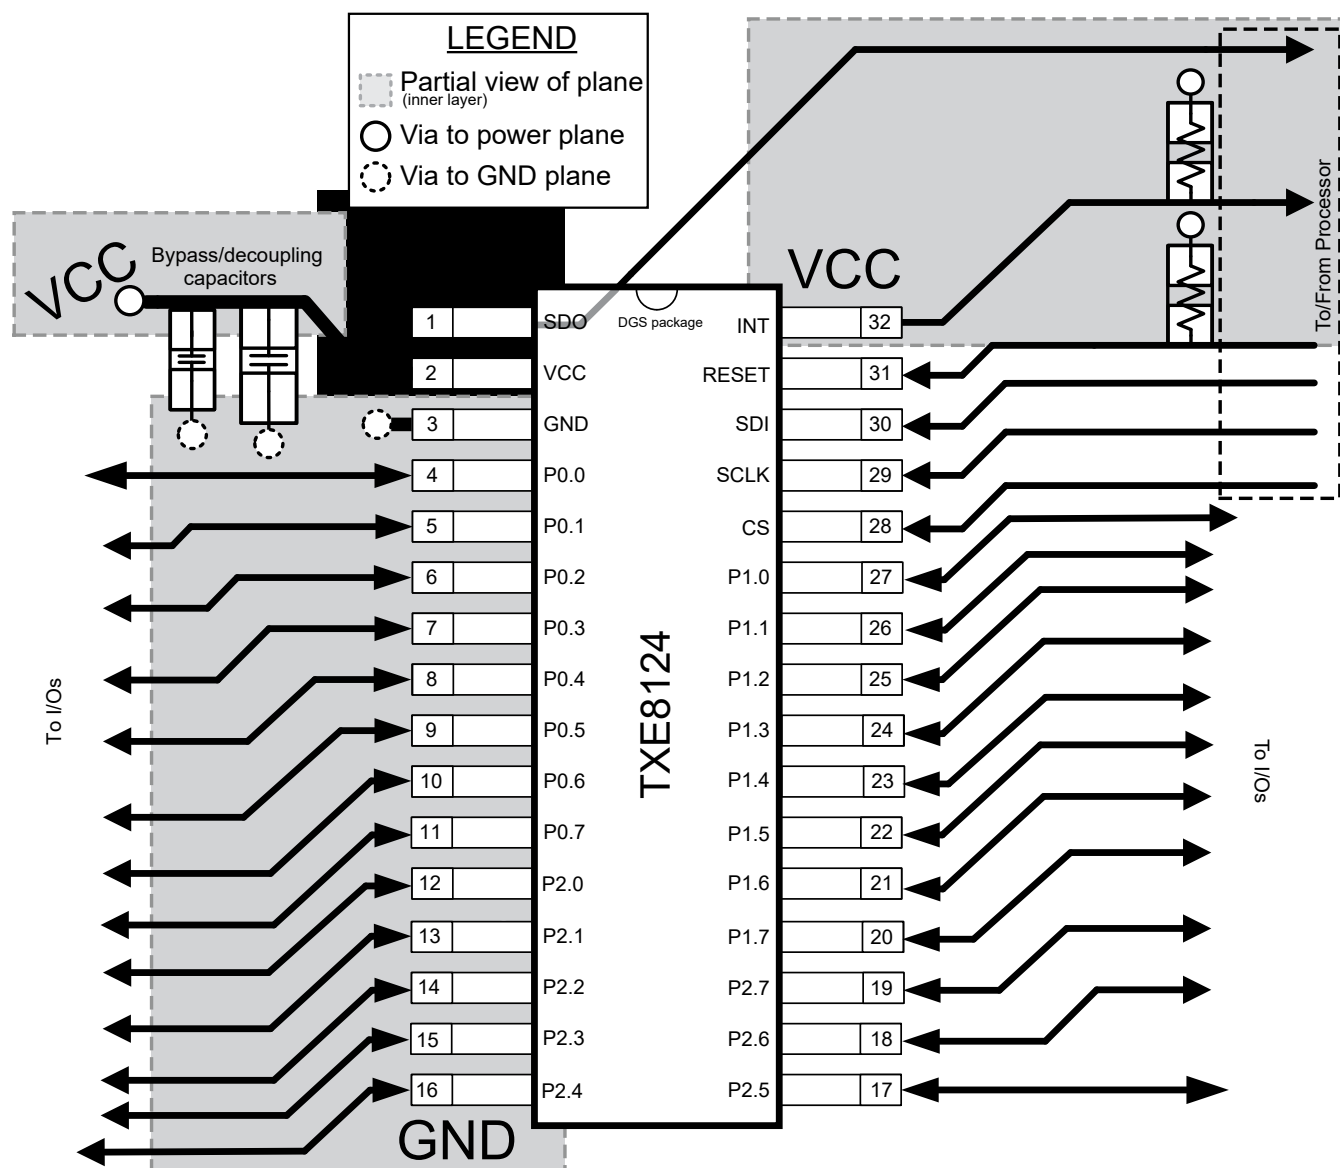 LEGEND
Partial view of plane
(inner layer)
Via to power plane
Via to GND plane
VCC
Bypass/decoupling
capacitors
VCC
To/From Processor
DGS package
TXE8124
1 SDO
2 VCC
3 GND
4 P0.0
5 P0.1
6 P0.2
7 P0.3
8 P0.4
9 P0.5
10 P0.6
11 P0.7
12 P2.0
13 P2.1
14 P2.2
15 P2.3
16 P2.4
INT 32
RESET 31
SDI 30
SCLK 29
CS 28
P1.0 27
P1.1 26
P1.2 25
P1.3 24
P1.4 23
P1.5 22
P1.6 21
P1.7 20
P2.7 19
P2.6 18
P2.5 17
To I/Os
To I/Os
GND